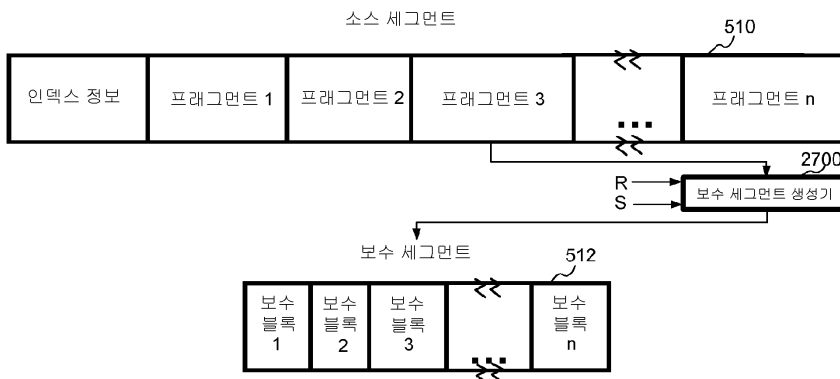 소스 세그먼트
510
인덱스 정보
프래그먼트 1
프래그먼트 2
프래그먼트 3
...
프래그먼트 n
2700
R
S
보수 세그먼트 생성기
보수 세그먼트
512
보수
블록
1
보수
블록
2
보수
블록
3
...
보수
블록
n